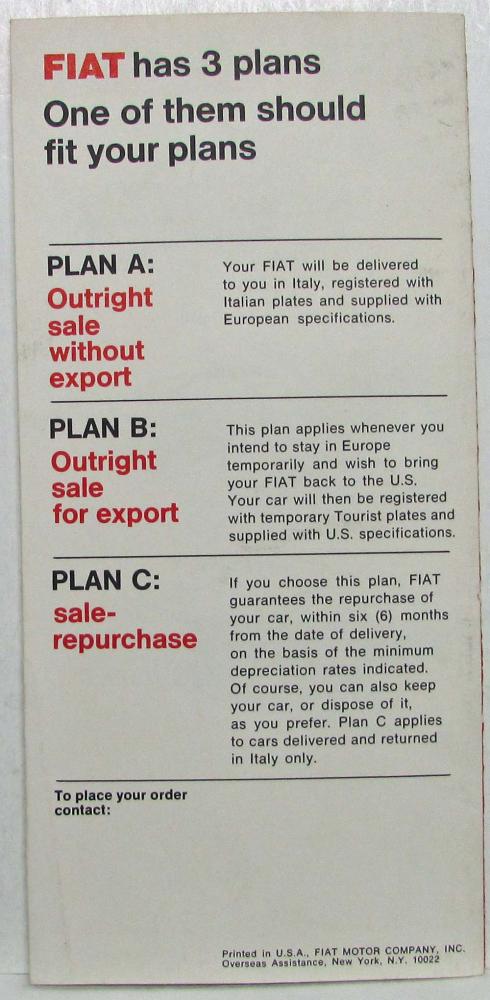 FIAT has 3 plans
One of them should
fit your plans
PLAN A:
Outright
sale
without
export
Your FIAT will be delivered
to you in Italy, registered with
Italian plates and supplied with
European specifications.
PLAN B:
Outright
sale
for export
This plan applies whenever you
intend to stay in Europe
temporarily and wish to bring
your FIAT back to the U.S.
Your car will then be registered
with temporary Tourist plates and
supplied with U.S. specifications.
PLAN C:
sale-
repurchase
If you choose this plan, FIAT
guarantees the repurchase of
your car, within six (6) months
from the date of delivery,
on the basis of the minimum
depreciation rates indicated.
Of course, you can also keep
your car, or dispose of it,
as you prefer. Plan C applies
to cars delivered and returned
in Italy only.
To place your order
contact:
Printed in U.S.A., FIAT MOTOR COMPANY, INC.
Overseas Assistance, New York, N.Y. 10022